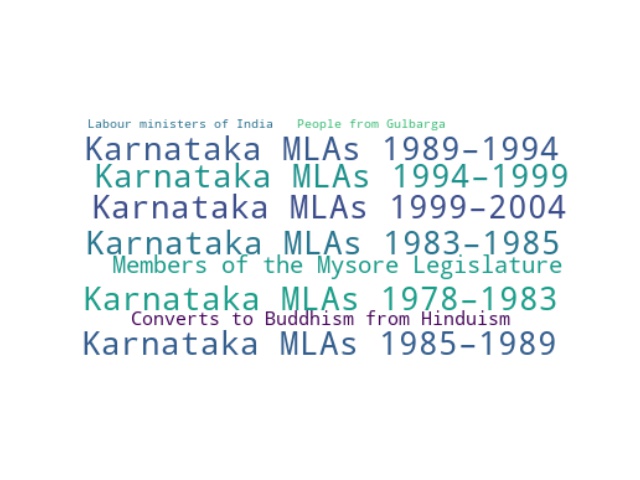 Labour ministers of India People from Gulbarga
Karnataka MLAs 1989–1994
Karnataka MLAs 1994–1999
Karnataka MLAs 1999–2004
Karnataka MLAs 1983–1985
Members of the Mysore Legislature
Karnataka MLAs 1978–1983
Converts to Buddhism from Hinduism
Karnataka MLAs 1985–1989